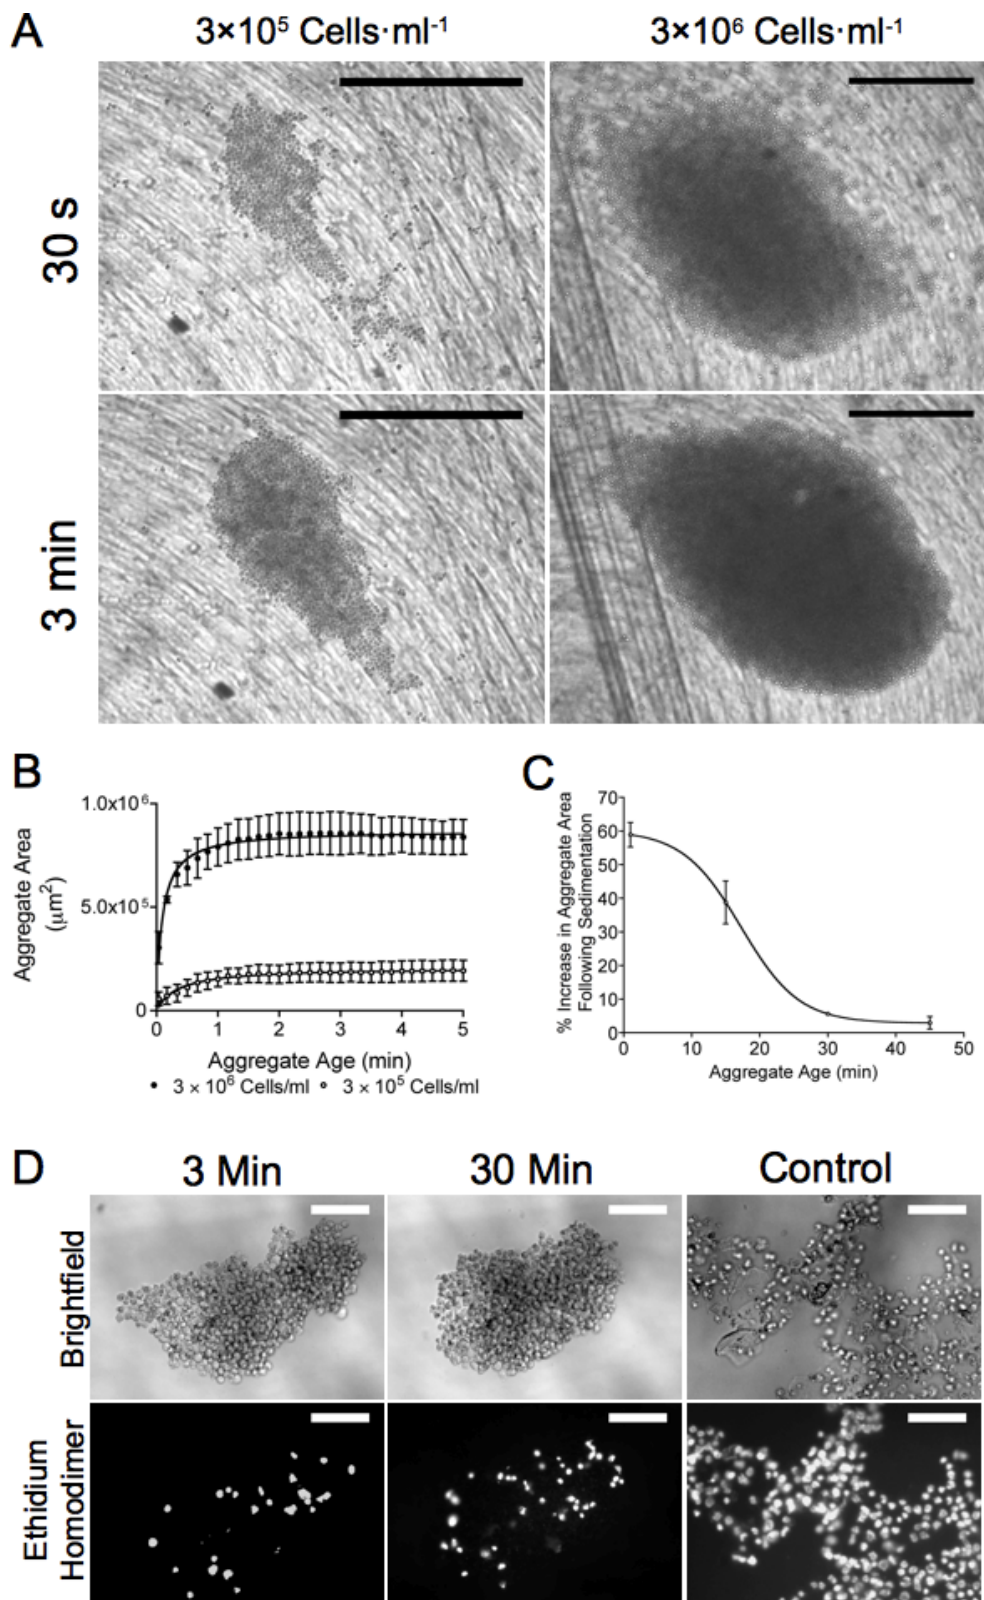 A
3×10⁵ Cells·ml⁻¹
3×10⁶ Cells·ml⁻¹
30 s
3 min
B
Aggregate Area
(μm²)
1.0x10⁶
5.0x10⁵
0
0 1 2 3 4 5
Aggregate Age (min)
3 × 10⁶ Cells/ml
3 × 10⁵ Cells/ml
C
% Increase in Aggregate Area
Following Sedimentation
70
60
50
40
30
20
10
0
0 10 20 30 40 50
Aggregate Age (min)
D
3 Min
30 Min
Control
Brightfield
Ethidium
Homodimer